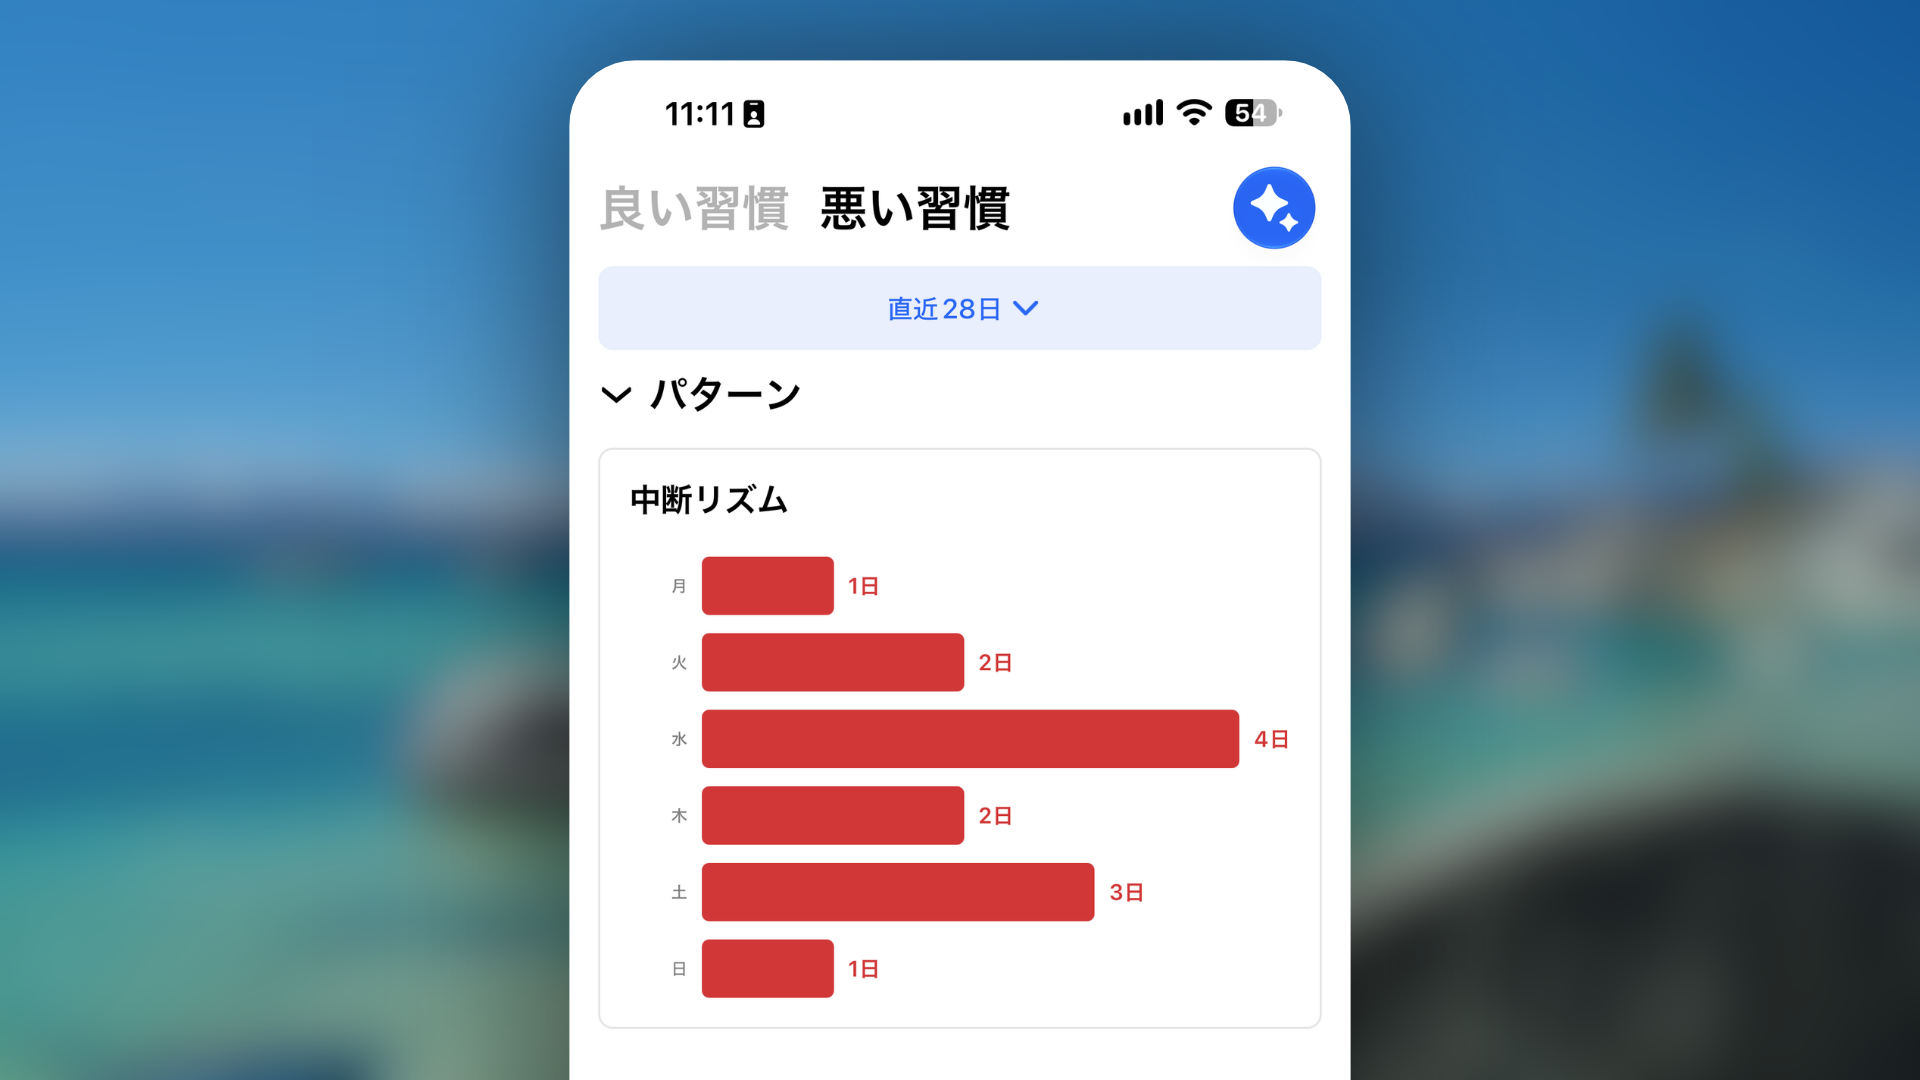 11:11
54
良い習慣 悪い習慣
直近28日
パターン
中断リズム
月 1日
火 2日
水 4日
木 2日
土 3日
日 1日